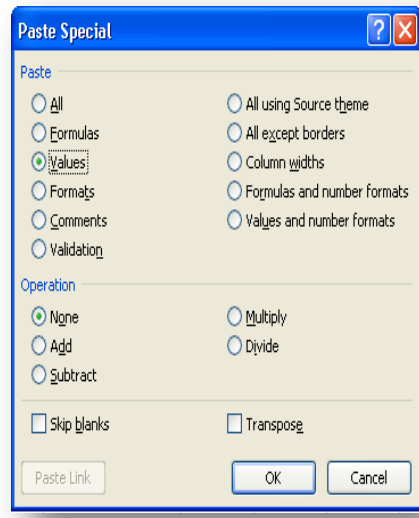 Paste Special
Paste
All
All using Source theme
Formulas
All except borders
Values
Column widths
Formats
Formulas and number formats
Comments
Values and number formats
Validation
Operation
None
Multiply
Add
Divide
Subtract
Skip blanks
Transpose
Paste Link
OK
Cancel